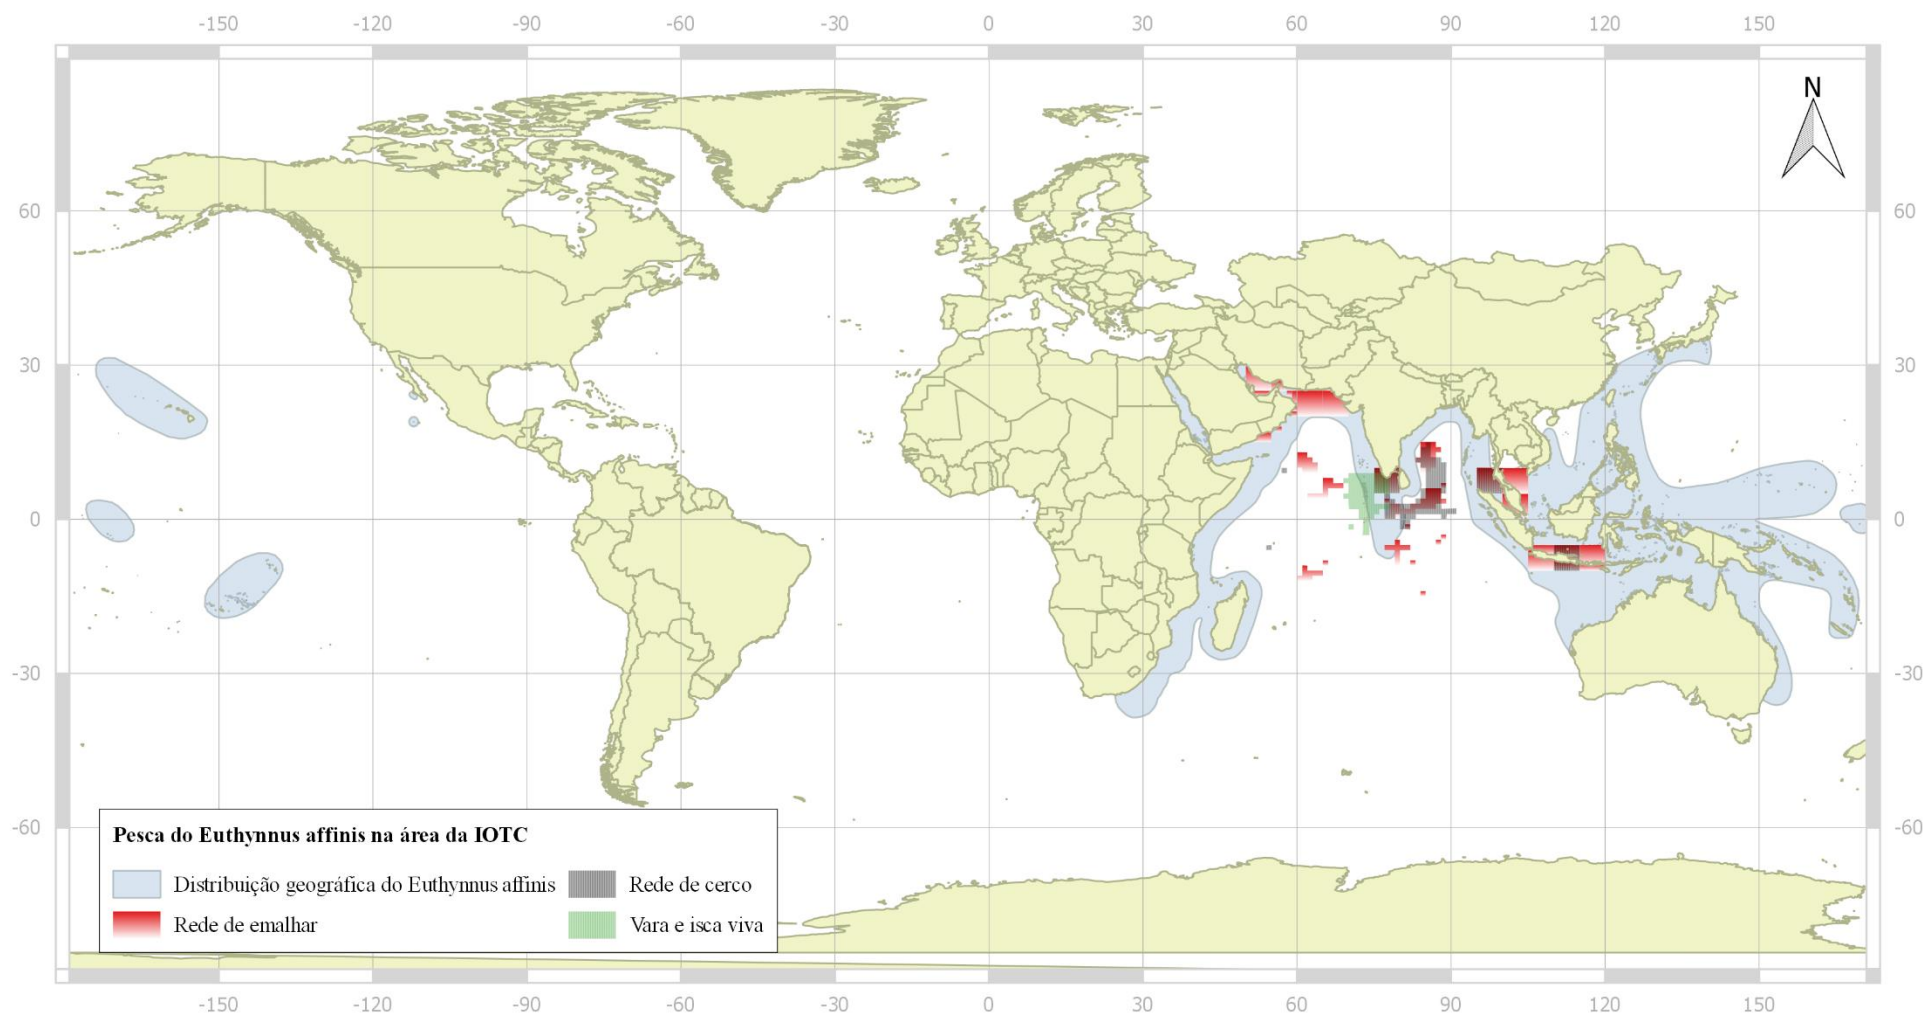 -150 -120 -90 -60 -30 0 30 60 90 120 150
N
60 60
30 30
0 0
-30 -30
-60 -60
Pesca do Euthynnus affinis na área da IOTC
Distribuição geográfica do Euthynnus affinis Rede de cerco
Rede de emalhar Vara e isca viva
-150 -120 -90 -60 -30 0 30 60 90 120 150